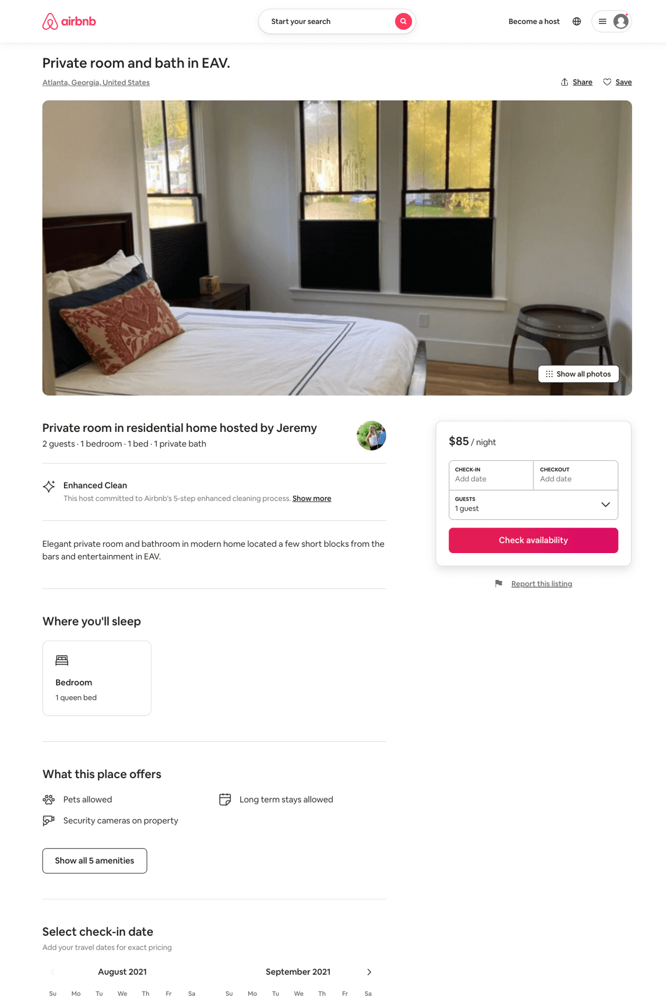 airbnb
Start your search
Become a host
Private room and bath in EAV.
Atlanta, Georgia, United States
Share
Save
Show all photos
Private room in residential home hosted by Jeremy
2 guests · 1 bedroom · 1 bed · 1 private bath
$85 / night
CHECK-IN
Add date
CHECKOUT
Add date
GUESTS
1 guest
Check availability
Report this listing
Enhanced Clean
This host committed to Airbnb's 5-step enhanced cleaning process. Show more
Elegant private room and bathroom in modern home located a few short blocks from the
bars and entertainment in EAV.
Where you'll sleep
Bedroom
1 queen bed
What this place offers
Pets allowed
Long term stays allowed
Security cameras on property
Show all 5 amenities
Select check-in date
Add your travel dates for exact pricing
August 2021
September 2021
Su Mo Tu We Th Fr Sa
Su Mo Tu We Th Fr Sa